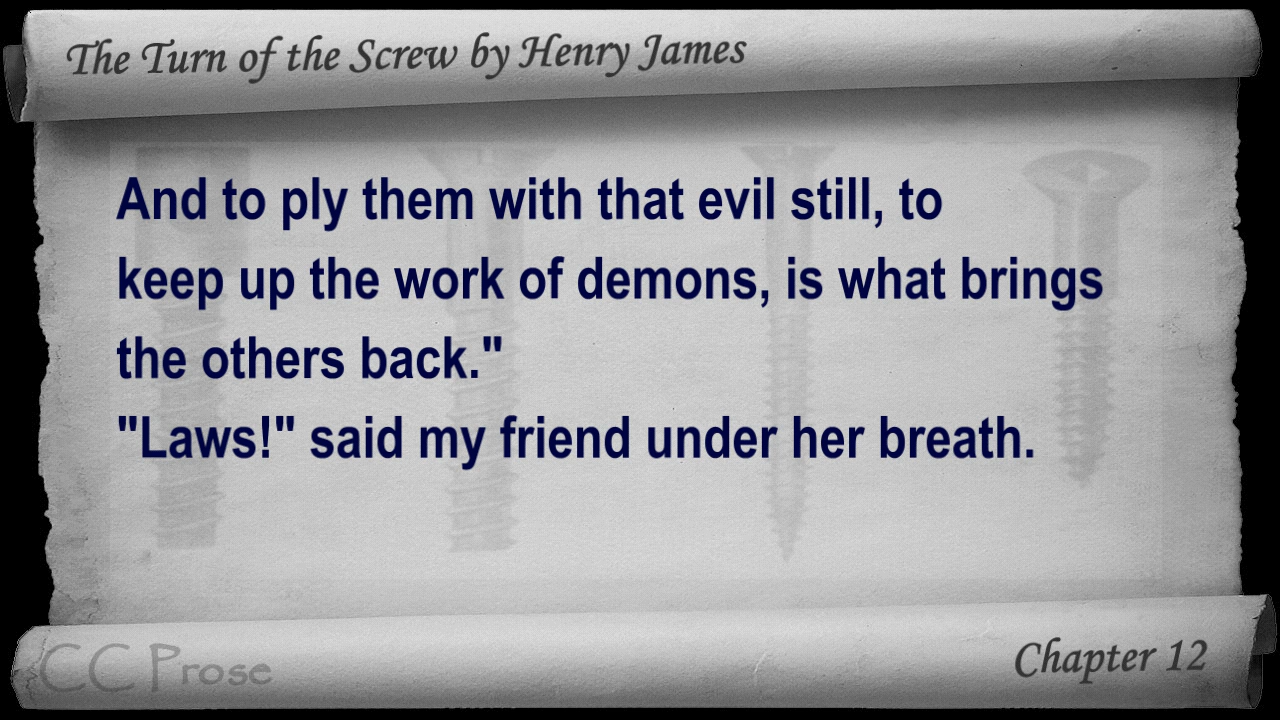 The Turn of the Screw by Henry James
And to ply them with that evil still, to
keep up the work of demons, is what brings
the others back."
"Laws!" said my friend under her breath.
CC Prose
Chapter 12